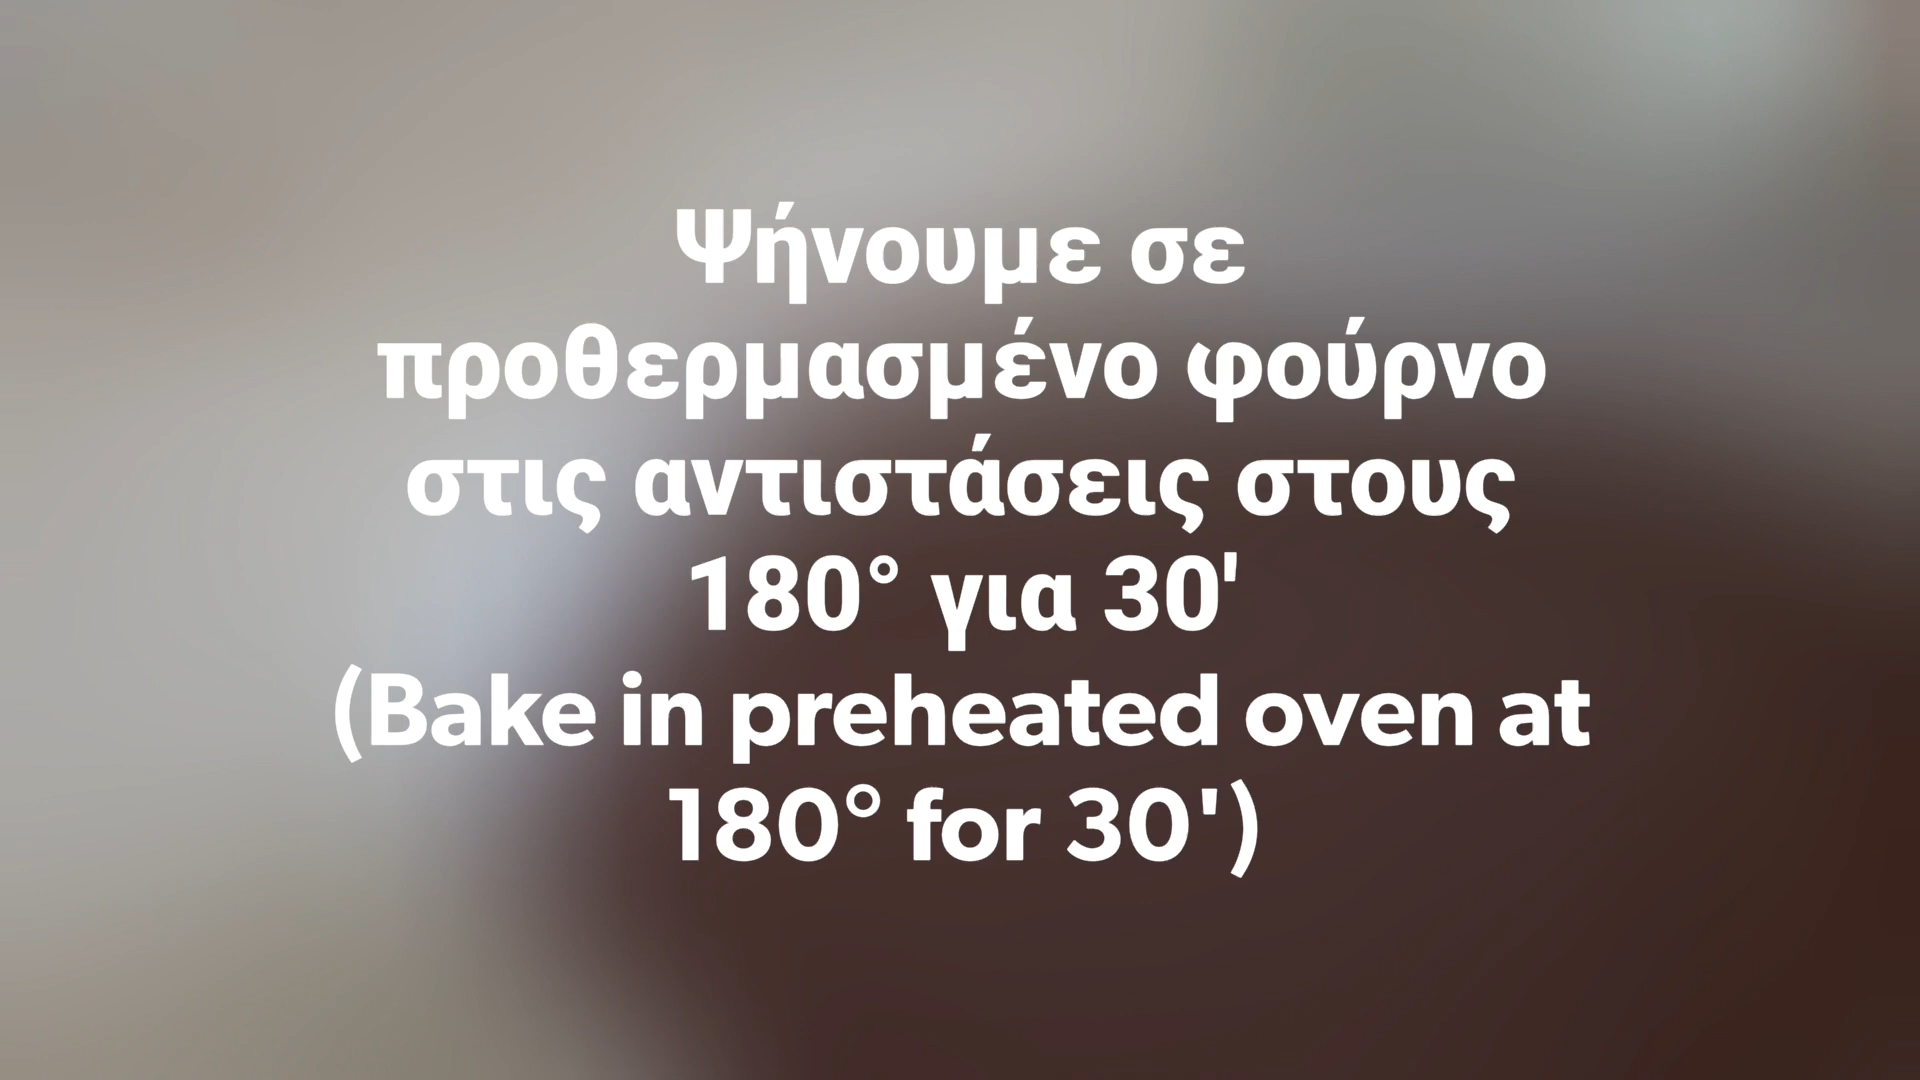 Ψήνουμε σε
προθερμασμένο φούρνο
στις αντιστάσεις στους
180° για 30'
(Bake in preheated oven at
180° for 30')